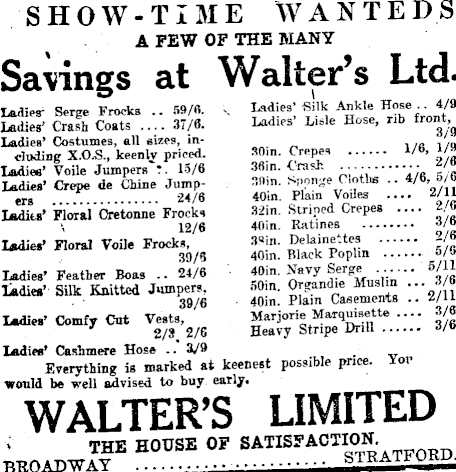 SHOW-TIME WANTEDS
A FEW OF THE MANY
Savings at Walter's Ltd.
Ladies' Serge Frocks .. 59/6.
Ladies' Crash Coats .... 37/6.
Ladies' Costumes, all sizes, in-
cluding X.O.S., keenly priced.
Ladies' Voile Jumpers .. 15/6
Ladies' Crepe de Chine Jump-
ers ................ 24/6
Ladies' Floral Cretonne Frocks
12/6
Ladies' Floral Voile Frocks,
39/6
Ladies' Feather Boas .. 24/6
Ladies' Silk Knitted Jumpers,
39/6
Ladies' Comfy Cut Vests,
2/3, 2/6
Ladies' Cashmere Hose .. 3/9
Ladies' Silk Ankle Hose .. 4/9
Ladies' Lisle Hose, rib front,
3/9
30in. Crepes ...... 1/6, 1/9
36in. Crash .......... 2/6
39in. Sponge Cloths .. 4/6, 5/6
40in. Plain Voiles .... 2/11
32in. Striped Crepes .... 2/6
40in. Ratines ........ 3/6
38in. Delainettes ...... 2/6
40in. Black Poplin ..... 5/6
40in. Navy Serge ..... 5/11
50in. Organdie Muslin ... 3/6
40in. Plain Casements .. 2/11
Marjorie Marquisette .... 3/6
Heavy Stripe Drill ...... 3/6
Everything is marked at keenest possible price. You
would be well advised to buy early.
WALTER'S LIMITED
THE HOUSE OF SATISFACTION,
BROADWAY ...................... STRATFORD.